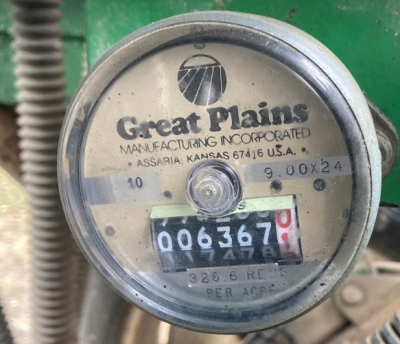 Great Plains
MANUFACTURING INCORPORATED
ASSARIA, KANSAS 67416 U.S.A.
10 9.00X24
006367
326.6
PER ACRE